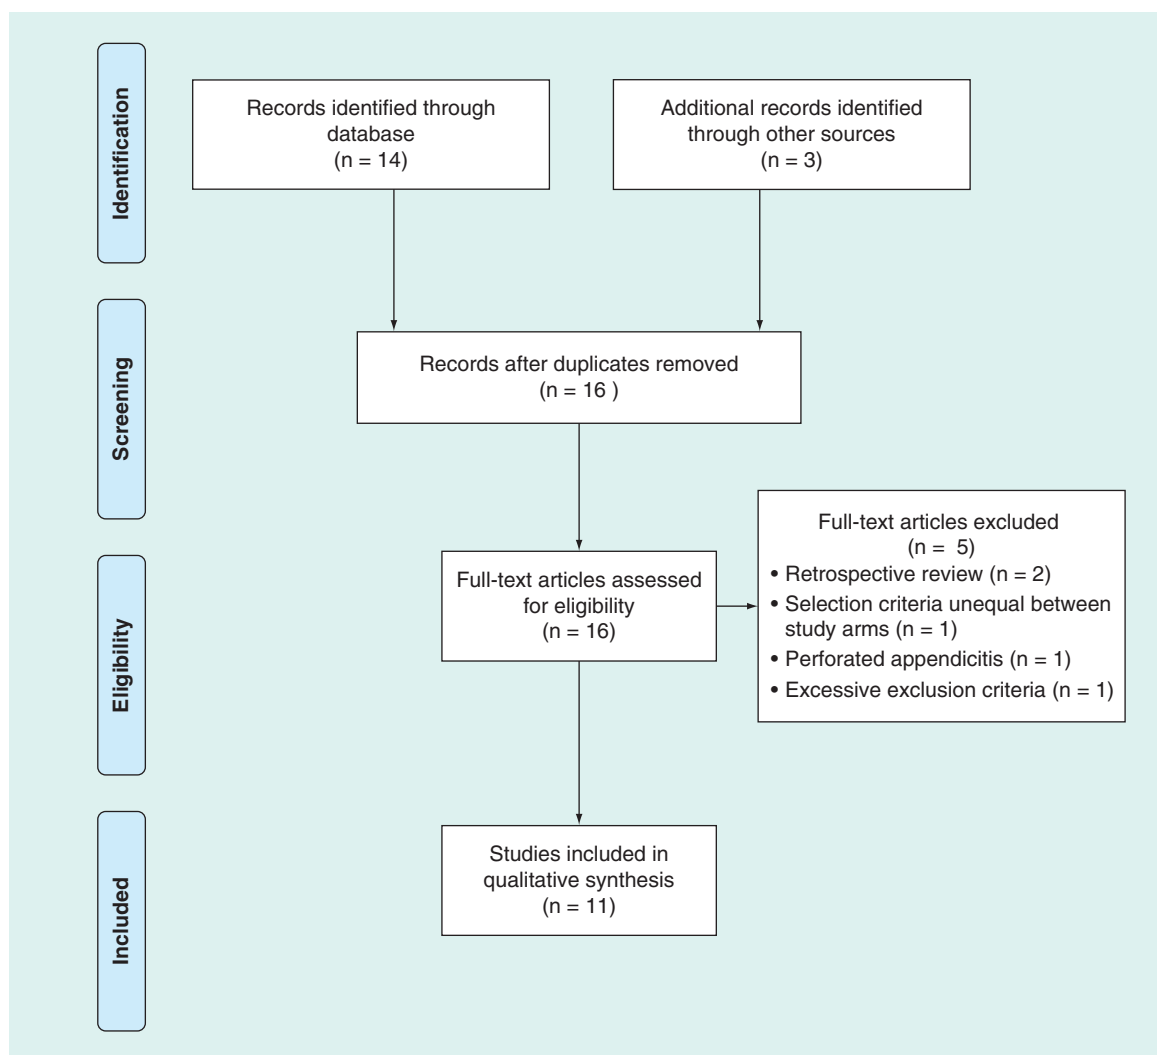 Identification
Records identified through
database
(n = 14)
Additional records identified
through other sources
(n = 3)
Screening
Records after duplicates removed
(n = 16 )
Eligibility
Full-text articles assessed
for eligibility
(n = 16)
Full-text articles excluded
(n =  5)
• Retrospective review (n = 2)
• Selection criteria unequal between
study arms (n = 1)
• Perforated appendicitis (n = 1)
• Excessive exclusion criteria (n = 1)
Included
Studies included in
qualitative synthesis
(n = 11)